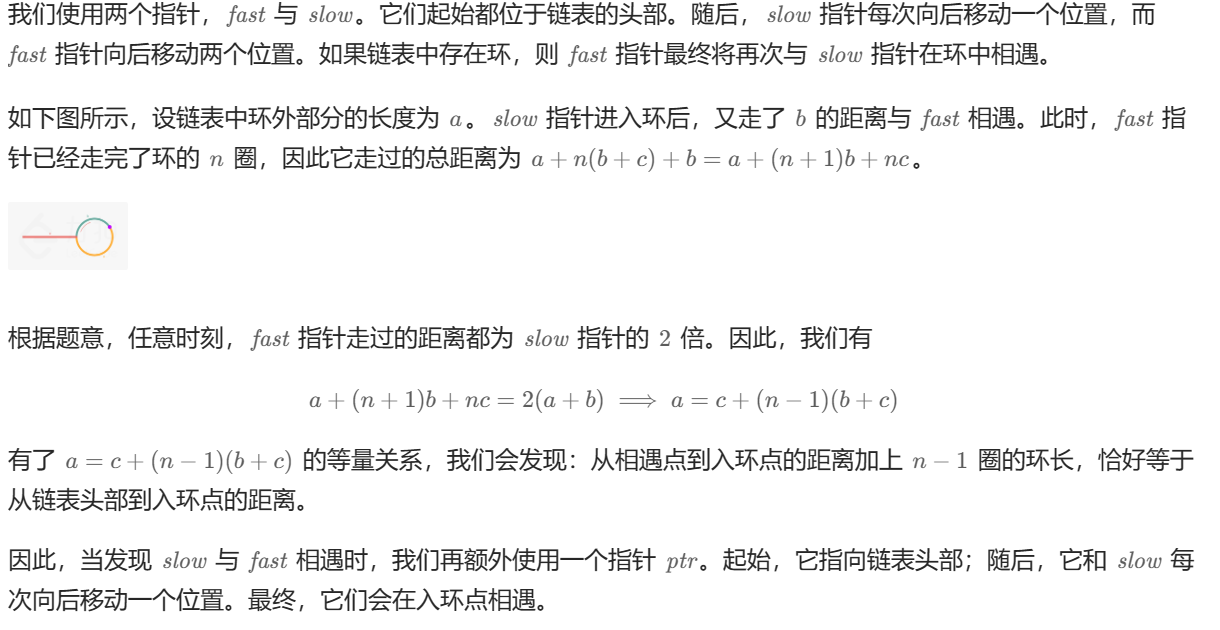 我们使用两个指针，fast 与 slow。它们起始都位于链表的头部。随后，slow 指针每次向后移动一个位置，而
fast 指针向后移动两个位置。如果链表中存在环，则 fast 指针最终将再次与 slow 指针在环中相遇。
如下图所示，设链表中环外部分的长度为 a。slow 指针进入环后，又走了 b 的距离与 fast 相遇。此时，fast 指
针已经走完了环的 n 圈，因此它走过的总距离为 a + n(b + c) + b = a + (n + 1)b + nc。
根据题意，任意时刻，fast 指针走过的距离都为 slow 指针的 2 倍。因此，我们有
a + (n + 1)b + nc = 2(a + b) ⟹ a = c + (n − 1)(b + c)
有了 a = c + (n − 1)(b + c) 的等量关系，我们会发现：从相遇点到入环点的距离加上 n − 1 圈的环长，恰好等于
从链表头部到入环点的距离。
因此，当发现 slow 与 fast 相遇时，我们再额外使用一个指针 ptr。起始，它指向链表头部；随后，它和 slow 每
次向后移动一个位置。最终，它们会在入环点相遇。